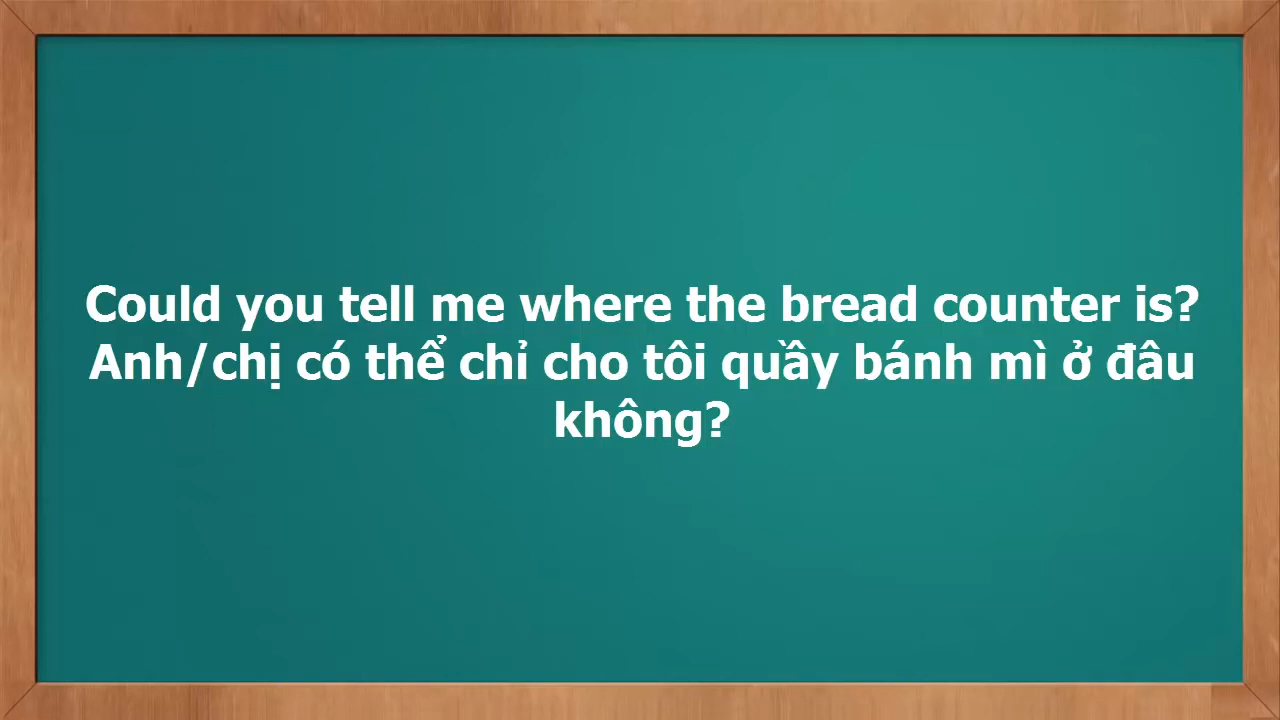 Could you tell me where the bread counter is?
Anh/chị có thể chỉ cho tôi quầy bánh mì ở đâu
không?